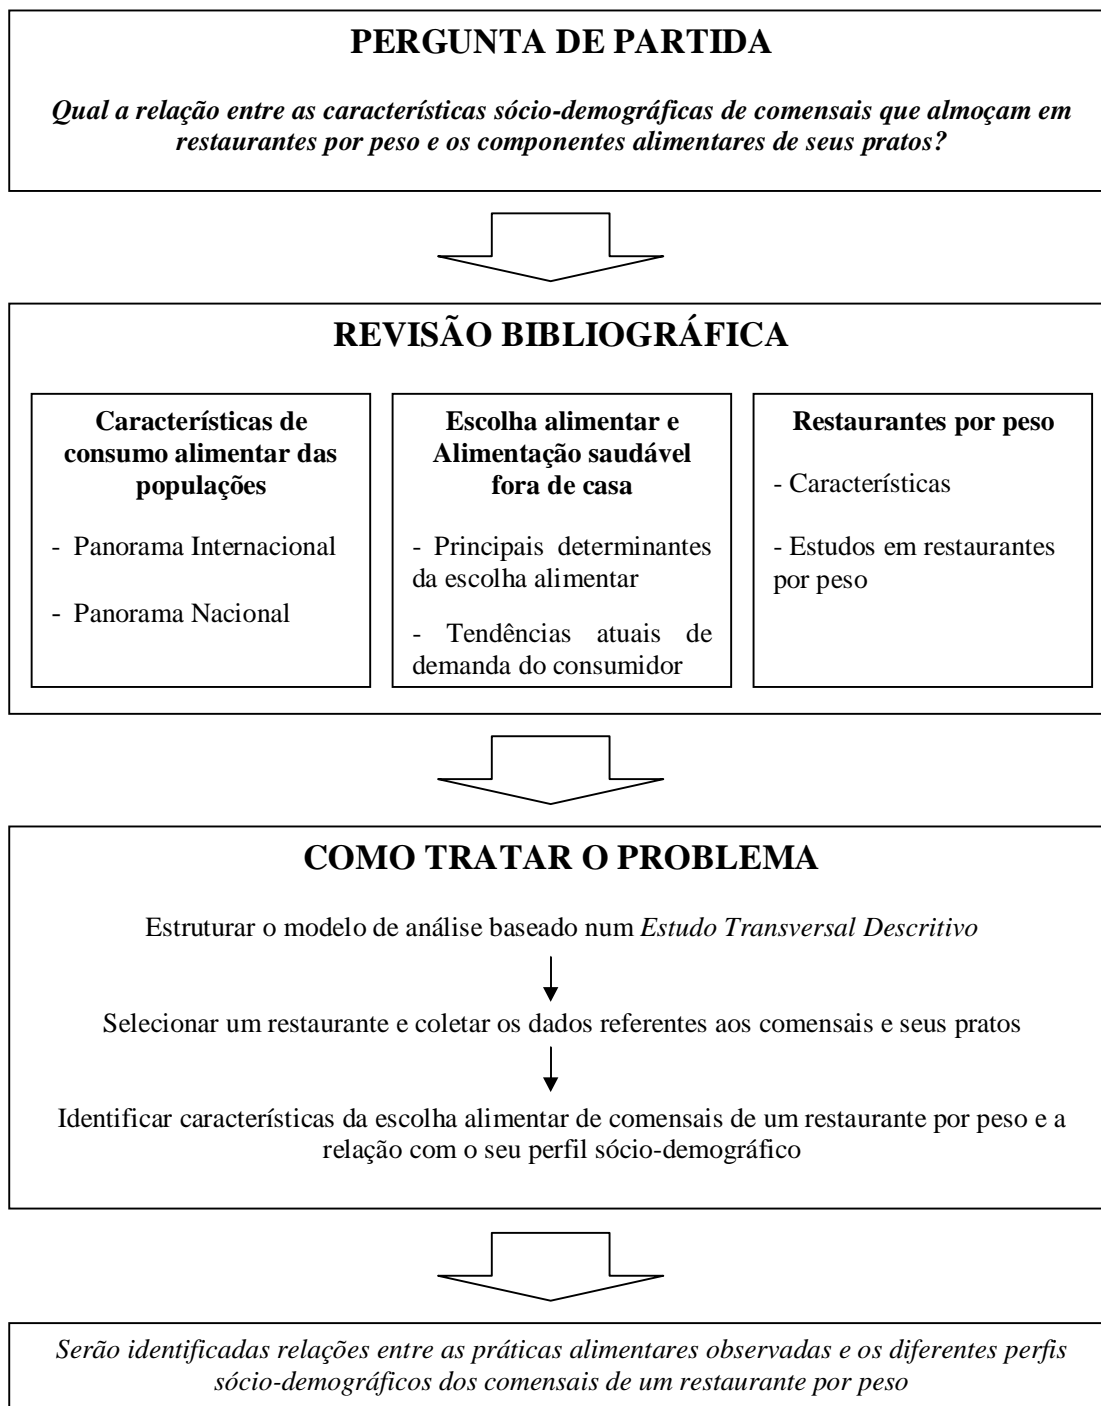 PERGUNTA DE PARTIDA
Qual a relação entre as características sócio-demográficas de comensais que almoçam em
restaurantes por peso e os componentes alimentares de seus pratos?
REVISÃO BIBLIOGRÁFICA
Características de
consumo alimentar das
populações
- Panorama Internacional
- Panorama Nacional
Escolha alimentar e
Alimentação saudável
fora de casa
- Principais determinantes
da escolha alimentar
- Tendências atuais de
demanda do consumidor
Restaurantes por peso
- Características
- Estudos em restaurantes
por peso
COMO TRATAR O PROBLEMA
Estruturar o modelo de análise baseado num Estudo Transversal Descritivo
Selecionar um restaurante e coletar os dados referentes aos comensais e seus pratos
Identificar características da escolha alimentar de comensais de um restaurante por peso e a
relação com o seu perfil sócio-demográfico
Serão identificadas relações entre as práticas alimentares observadas e os diferentes perfis
sócio-demográficos dos comensais de um restaurante por peso